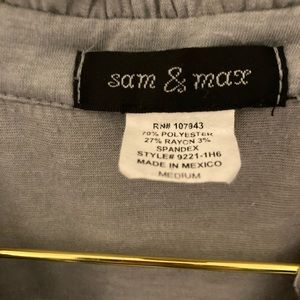 sam & max
RN# 107943
70% POLYESTER
27% RAYON 3%
SPANDEX
STYLE# 9221-1H6
MADE IN MEXICO
MEDIUM